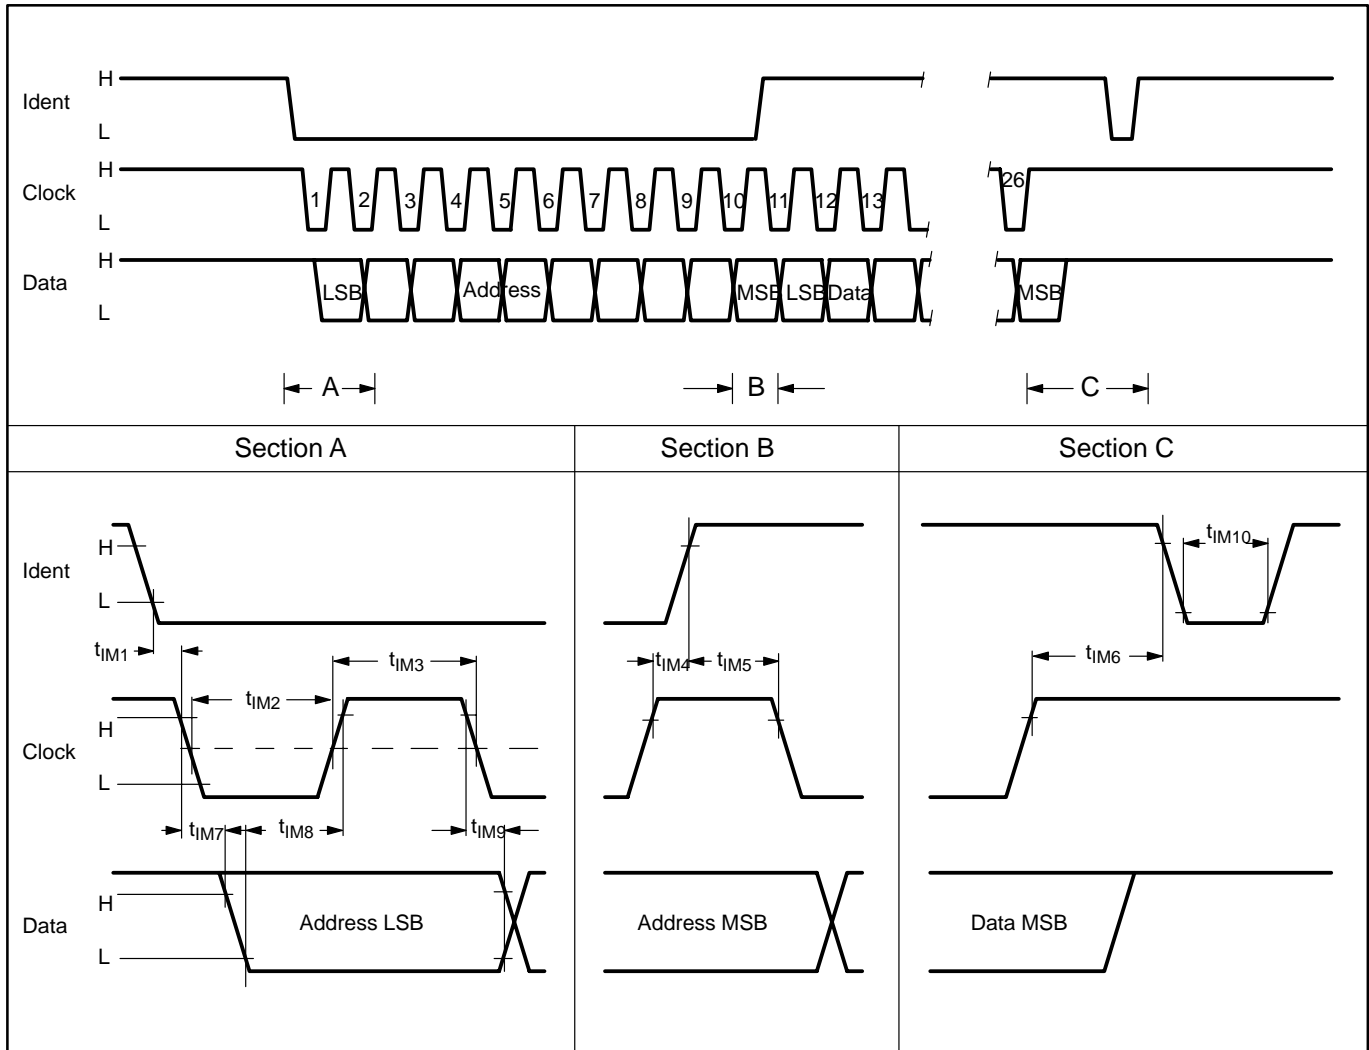 H
Ident
L
H
Clock
L
1 2 3 4 5 6 7 8 9 10 11 12 13 26
H
Data
L
LSB Address MSB LSB Data MSB
A B C
Section A Section B Section C
H
Ident
L
tIM10
tIM1 tIM3 tIM4 tIM5 tIM6
tIM2
H
Clock
L
tIM7 tIM8 tIM9
H
Data
L
Address LSB Address MSB Data MSB